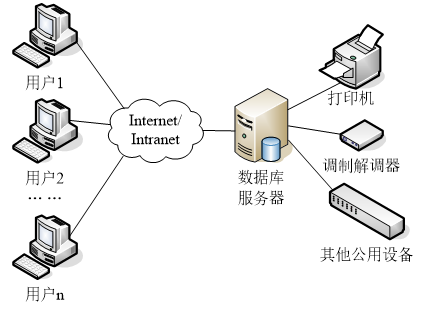 用户1
用户2
... ...
用户n
Internet/
Intranet
数据库
服务器
打印机
调制解调器
其他公用设备